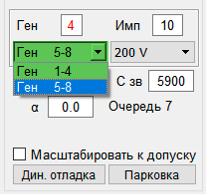 Ген 4 Имп 10
Ген 5-8 200 V
Ген 1-4
Ген 5-8
С зв 5900
α 0.0 Очередь 7
Масштабировать к допуску
Дин. отладка Парковка